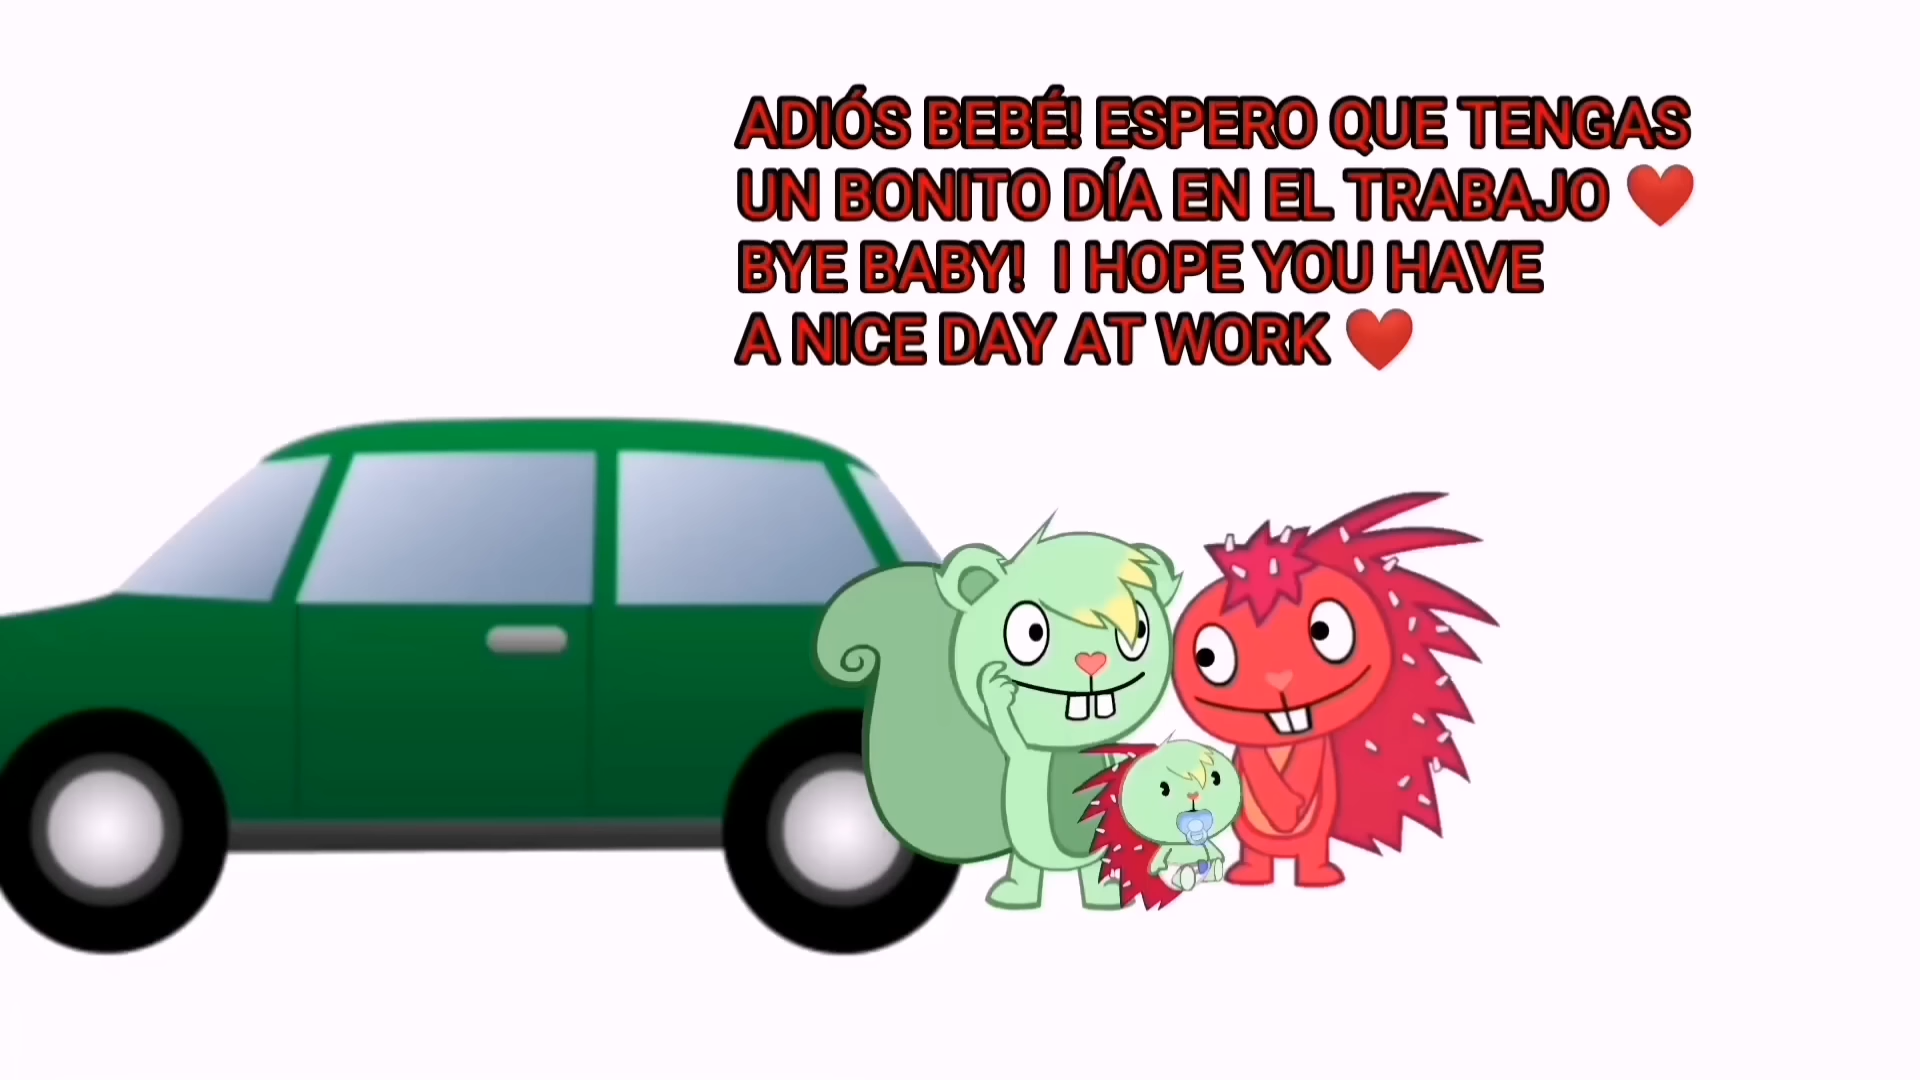 ADIÓS BEBÉ! ESPERO QUE TENGAS
UN BONITO DÍA EN EL TRABAJO ❤️
BYE BABY!  I HOPE YOU HAVE
A NICE DAY AT WORK ❤️